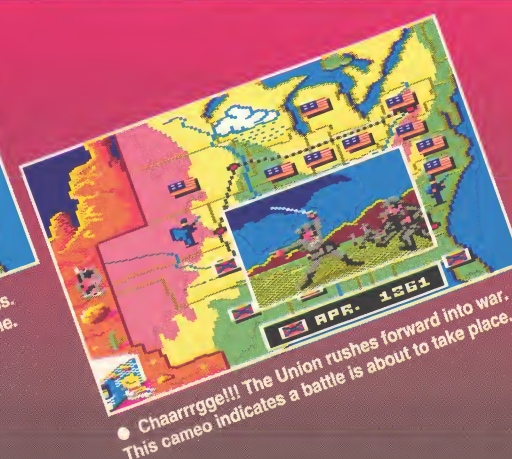 s.
e.
APR. 1861
● Chaarrrgge!!! The Union rushes forward into war.
This cameo indicates a battle is about to take place.